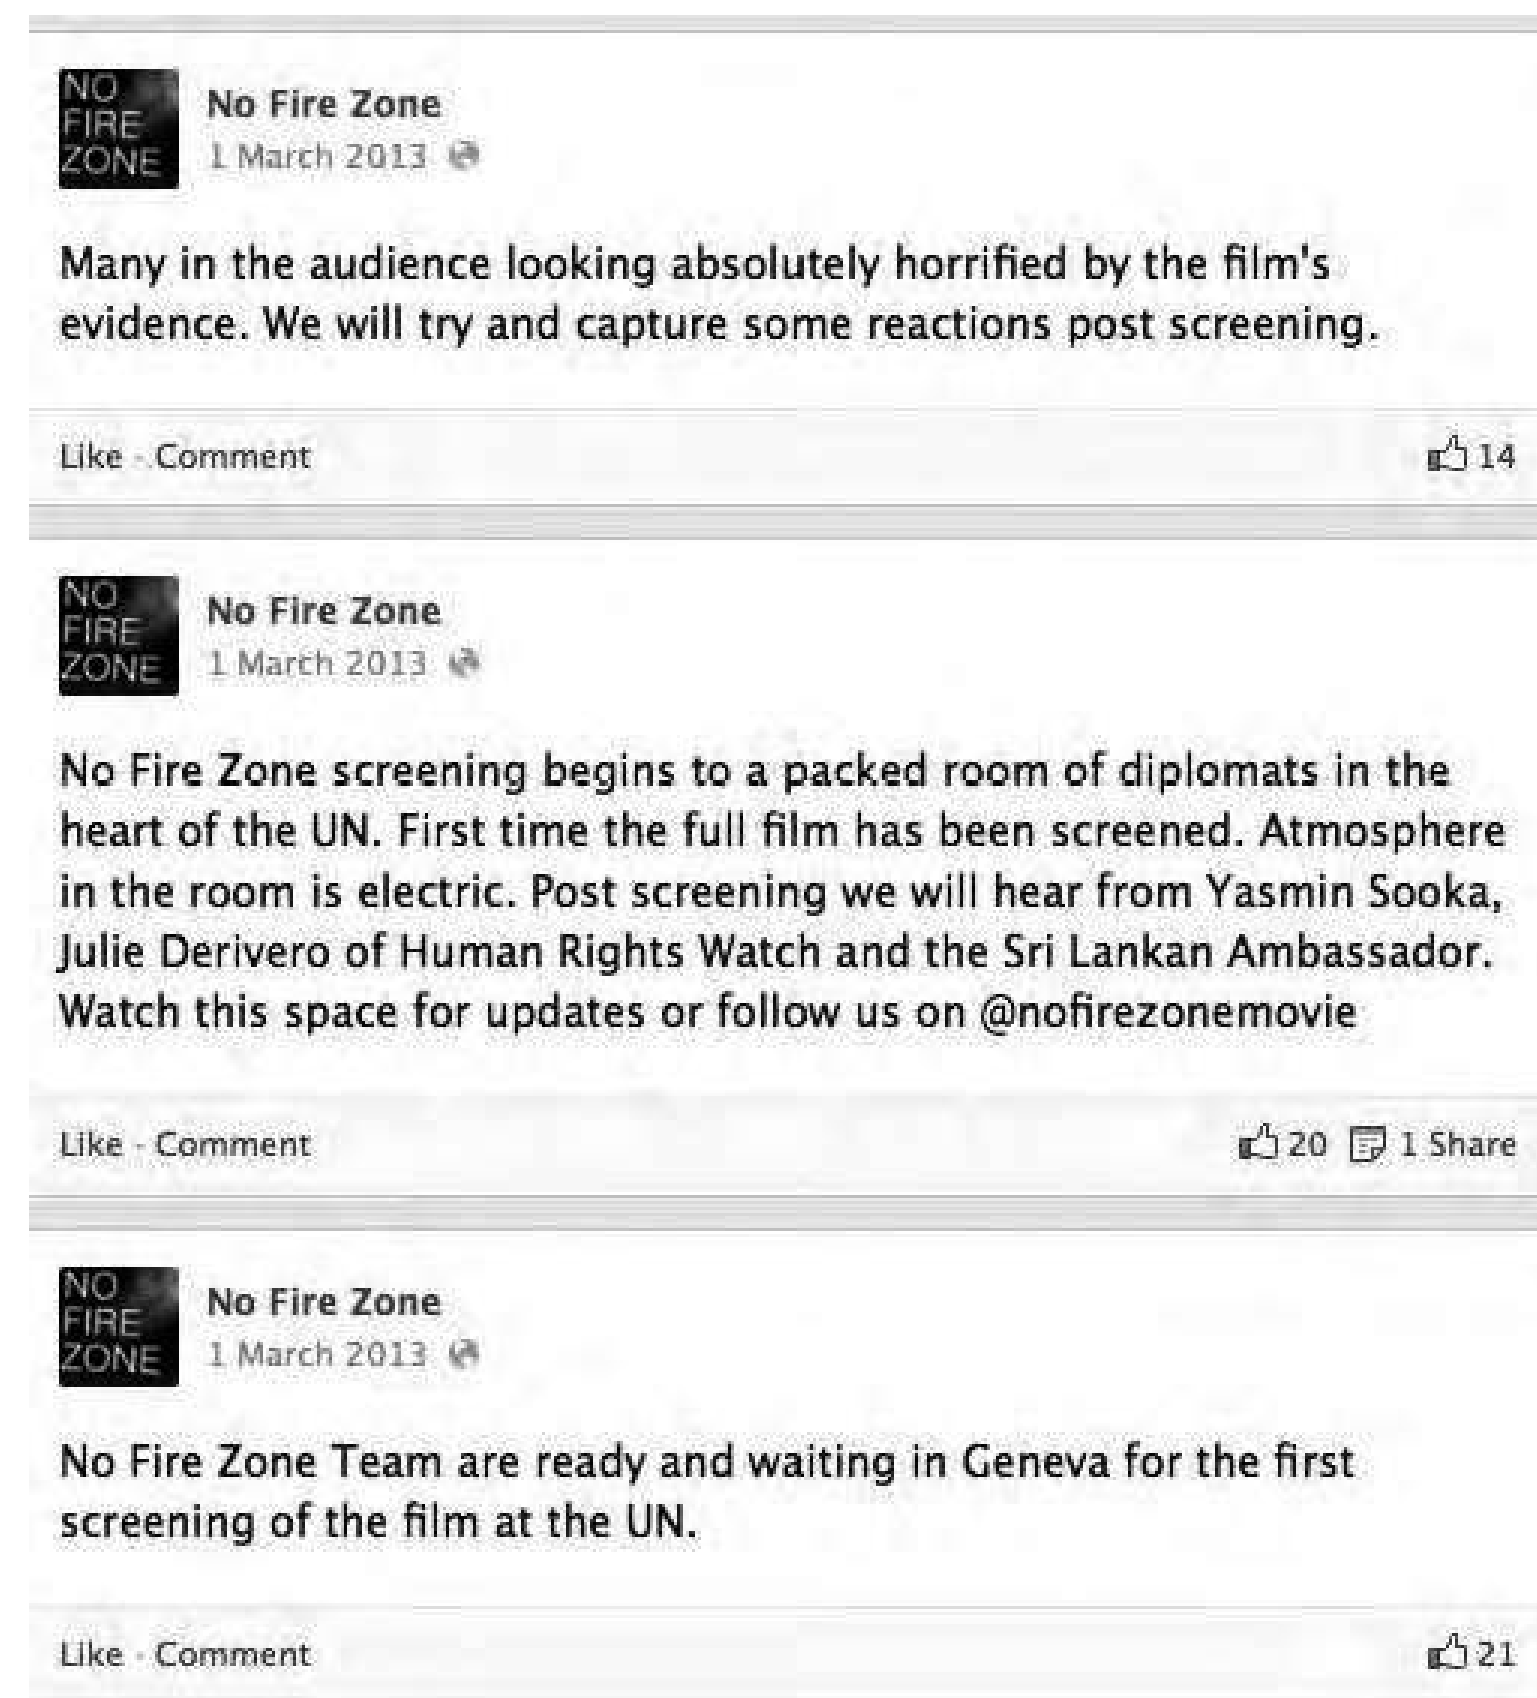 NO
FIRE
ZONE
No Fire Zone
1 March 2013
Many in the audience looking absolutely horrified by the film's
evidence. We will try and capture some reactions post screening.
Like · Comment
14
NO
FIRE
ZONE
No Fire Zone
1 March 2013
No Fire Zone screening begins to a packed room of diplomats in the
heart of the UN. First time the full film has been screened. Atmosphere
in the room is electric. Post screening we will hear from Yasmin Sooka,
Julie Derivero of Human Rights Watch and the Sri Lankan Ambassador.
Watch this space for updates or follow us on @nofirezonemovie
Like · Comment
20 1 Share
NO
FIRE
ZONE
No Fire Zone
1 March 2013
No Fire Zone Team are ready and waiting in Geneva for the first
screening of the film at the UN.
Like · Comment
21